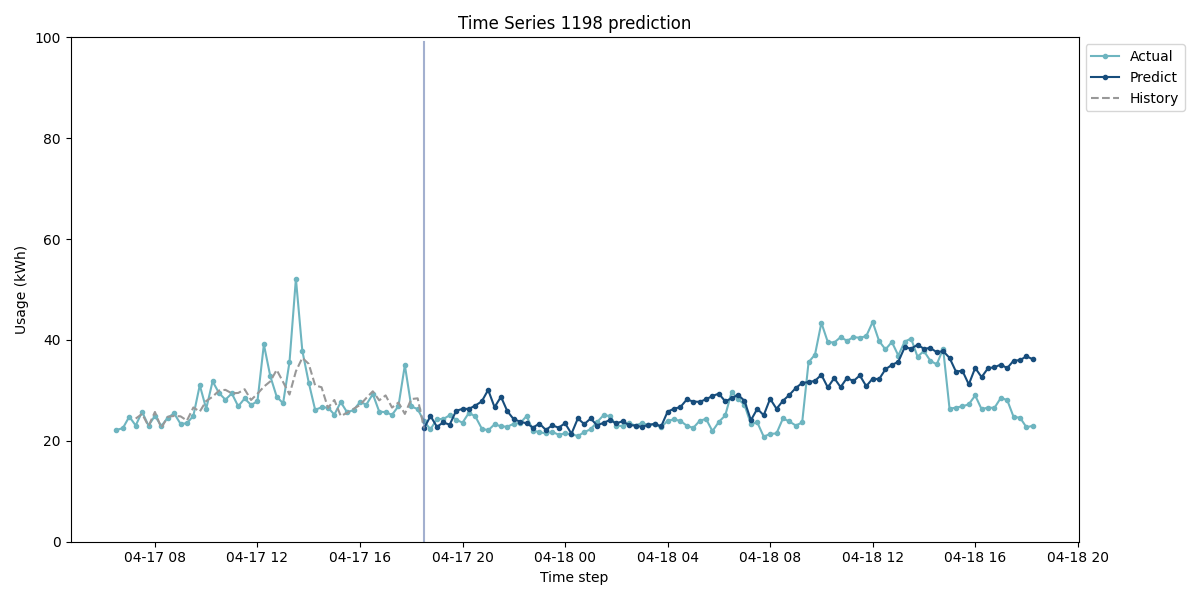 Time Series 1198 prediction
Usage (kWh)
100
80
60
40
20
0
04-17 08
04-17 12
04-17 16
04-17 20
04-18 00
04-18 04
04-18 08
04-18 12
04-18 16
04-18 20
Time step
Actual
Predict
History